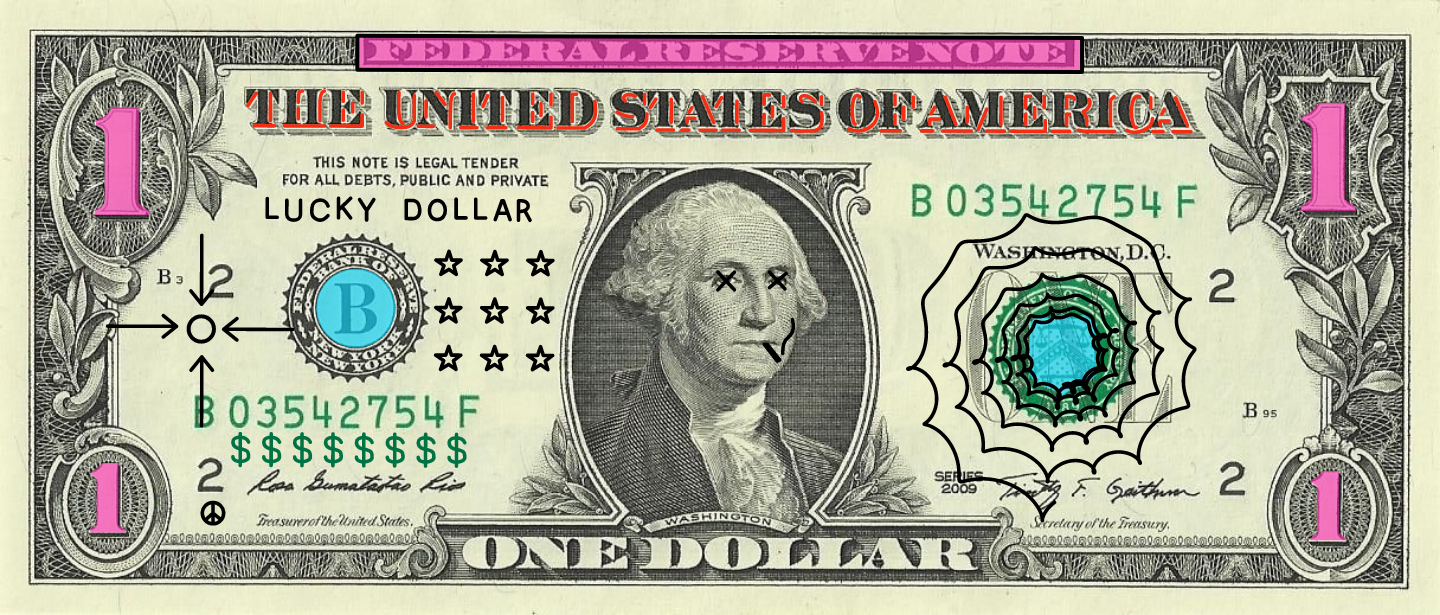 FEDERAL RESERVE NOTE
1
1
THE UNITED STATES OF AMERICA
THIS NOTE IS LEGAL TENDER
FOR ALL DEBTS, PUBLIC AND PRIVATE
LUCKY DOLLAR
B 03542754 F
WASHINGTON, D.C.
B 3
2
2
FEDERAL RESERVE BANK OF
B
NEW YORK
B 03542754 F
$$$$$$$$
B 95
2
Rosa Gumataotao Rios
Treasurer of the United States.
SERIES
2009
Timothy F. Geithner
Secretary of the Treasury.
2
1
1
WASHINGTON
ONE DOLLAR